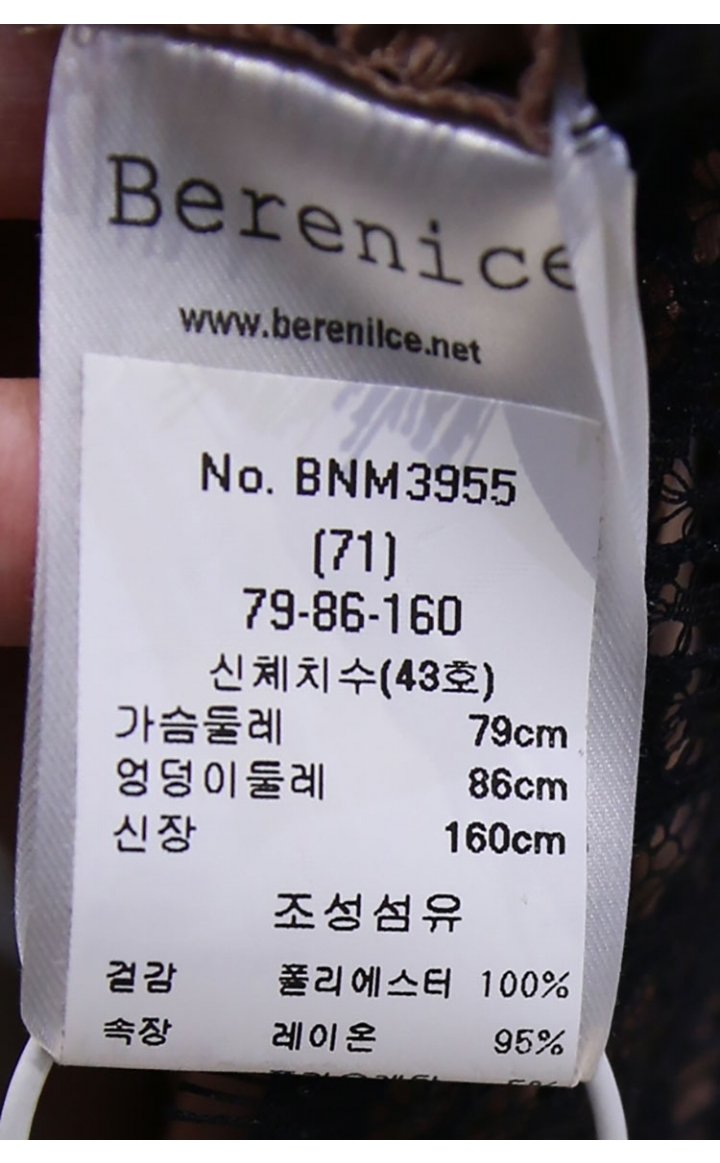 Berenice
www.berenilce.net
No. BNM3955
(71)
79-86-160
신체치수(43호)
가슴둘레 79cm
엉덩이둘레 86cm
신장 160cm
조성섬유
겉감 폴리에스터 100%
속장 레이온 95%
5%